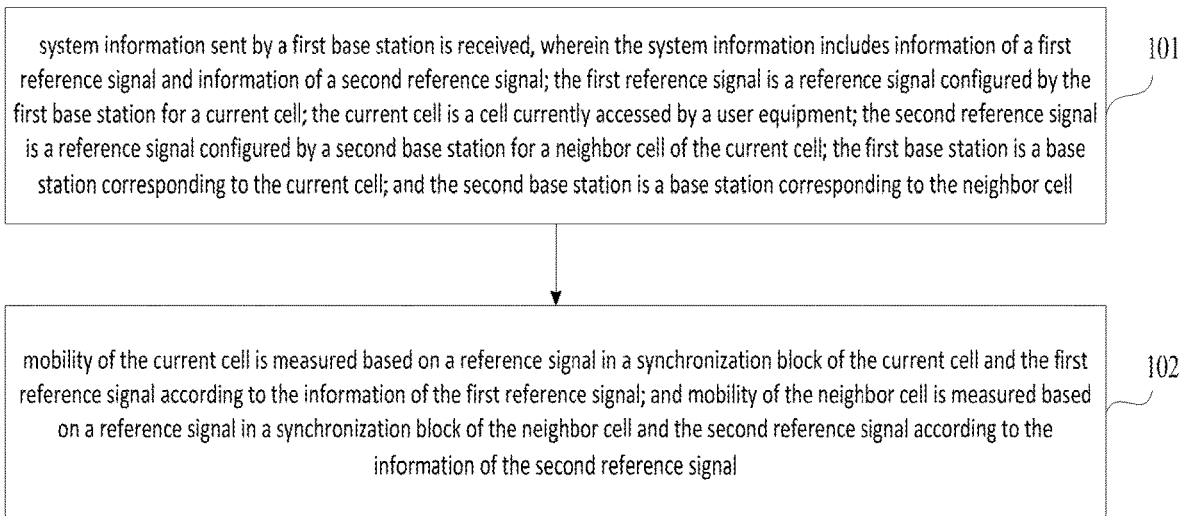 system information sent by a first base station is received, wherein the system information includes information of a first
reference signal and information of a second reference signal; the first reference signal is a reference signal configured by the
first base station for a current cell; the current cell is a cell currently accessed by a user equipment; the second reference signal
is a reference signal configured by a second base station for a neighbor cell of the current cell; the first base station is a base
station corresponding to the current cell; and the second base station is a base station corresponding to the neighbor cell
101
mobility of the current cell is measured based on a reference signal in a synchronization block of the current cell and the first
reference signal according to the information of the first reference signal; and mobility of the neighbor cell is measured based
on a reference signal in a synchronization block of the neighbor cell and the second reference signal according to the
information of the second reference signal
102